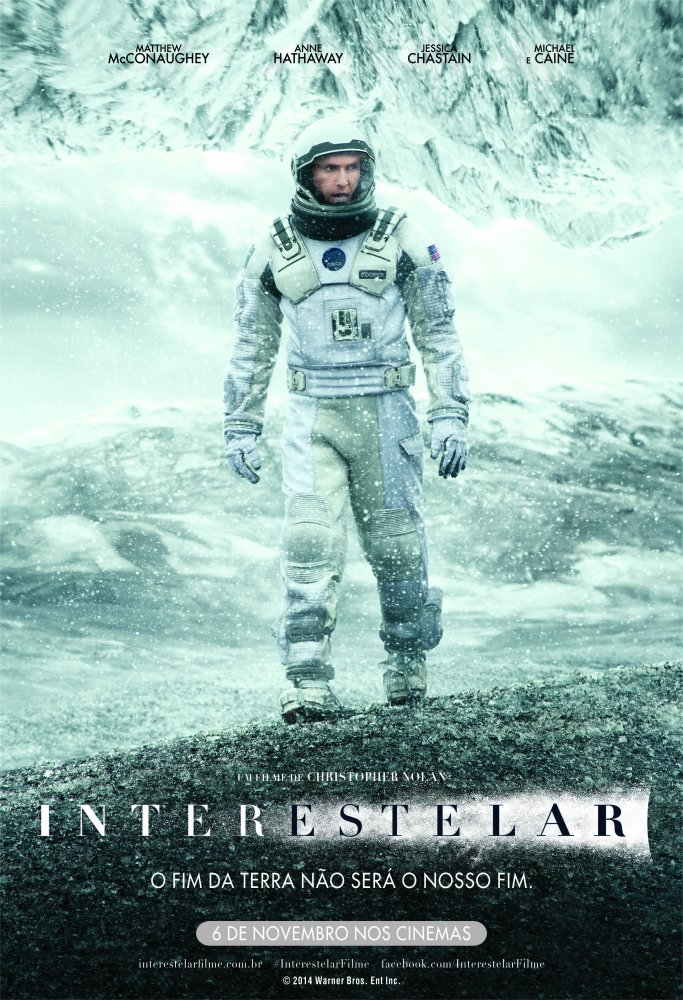 MATTHEW ANNE JESSICA MICHAEL
McCONAUGHEY HATHAWAY CHASTAIN E CAINE
COOPER
UM FILME DE CHRISTOPHER NOLAN
INTERESTELAR
O FIM DA TERRA NÃO SERÁ O NOSSO FIM.
6 DE NOVEMBRO NOS CINEMAS
interestelarfilme.com.br #InterestelarFilme facebook.com/InterestelarFilme
© 2014 Warner Bros. Ent Inc.